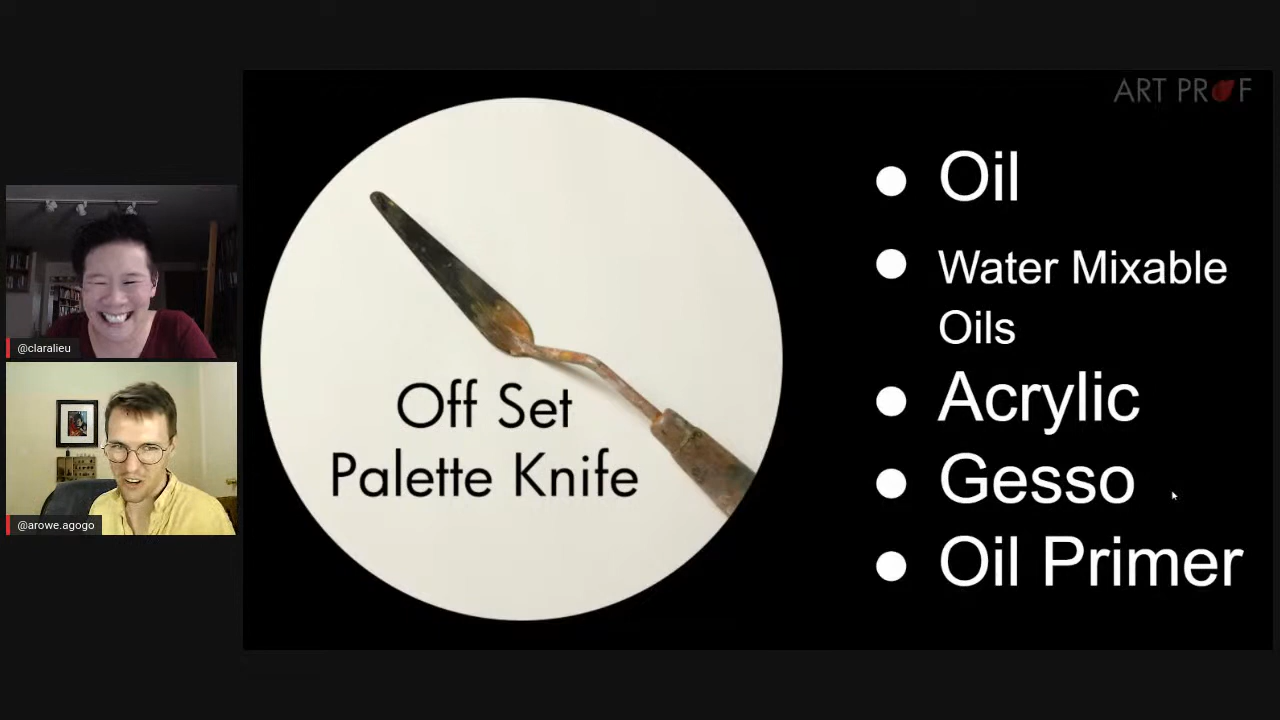 ART PROF
@claralieu
@arowe.agogo
Off Set
Palette Knife
Oil
Water Mixable
Oils
Acrylic
Gesso
Oil Primer